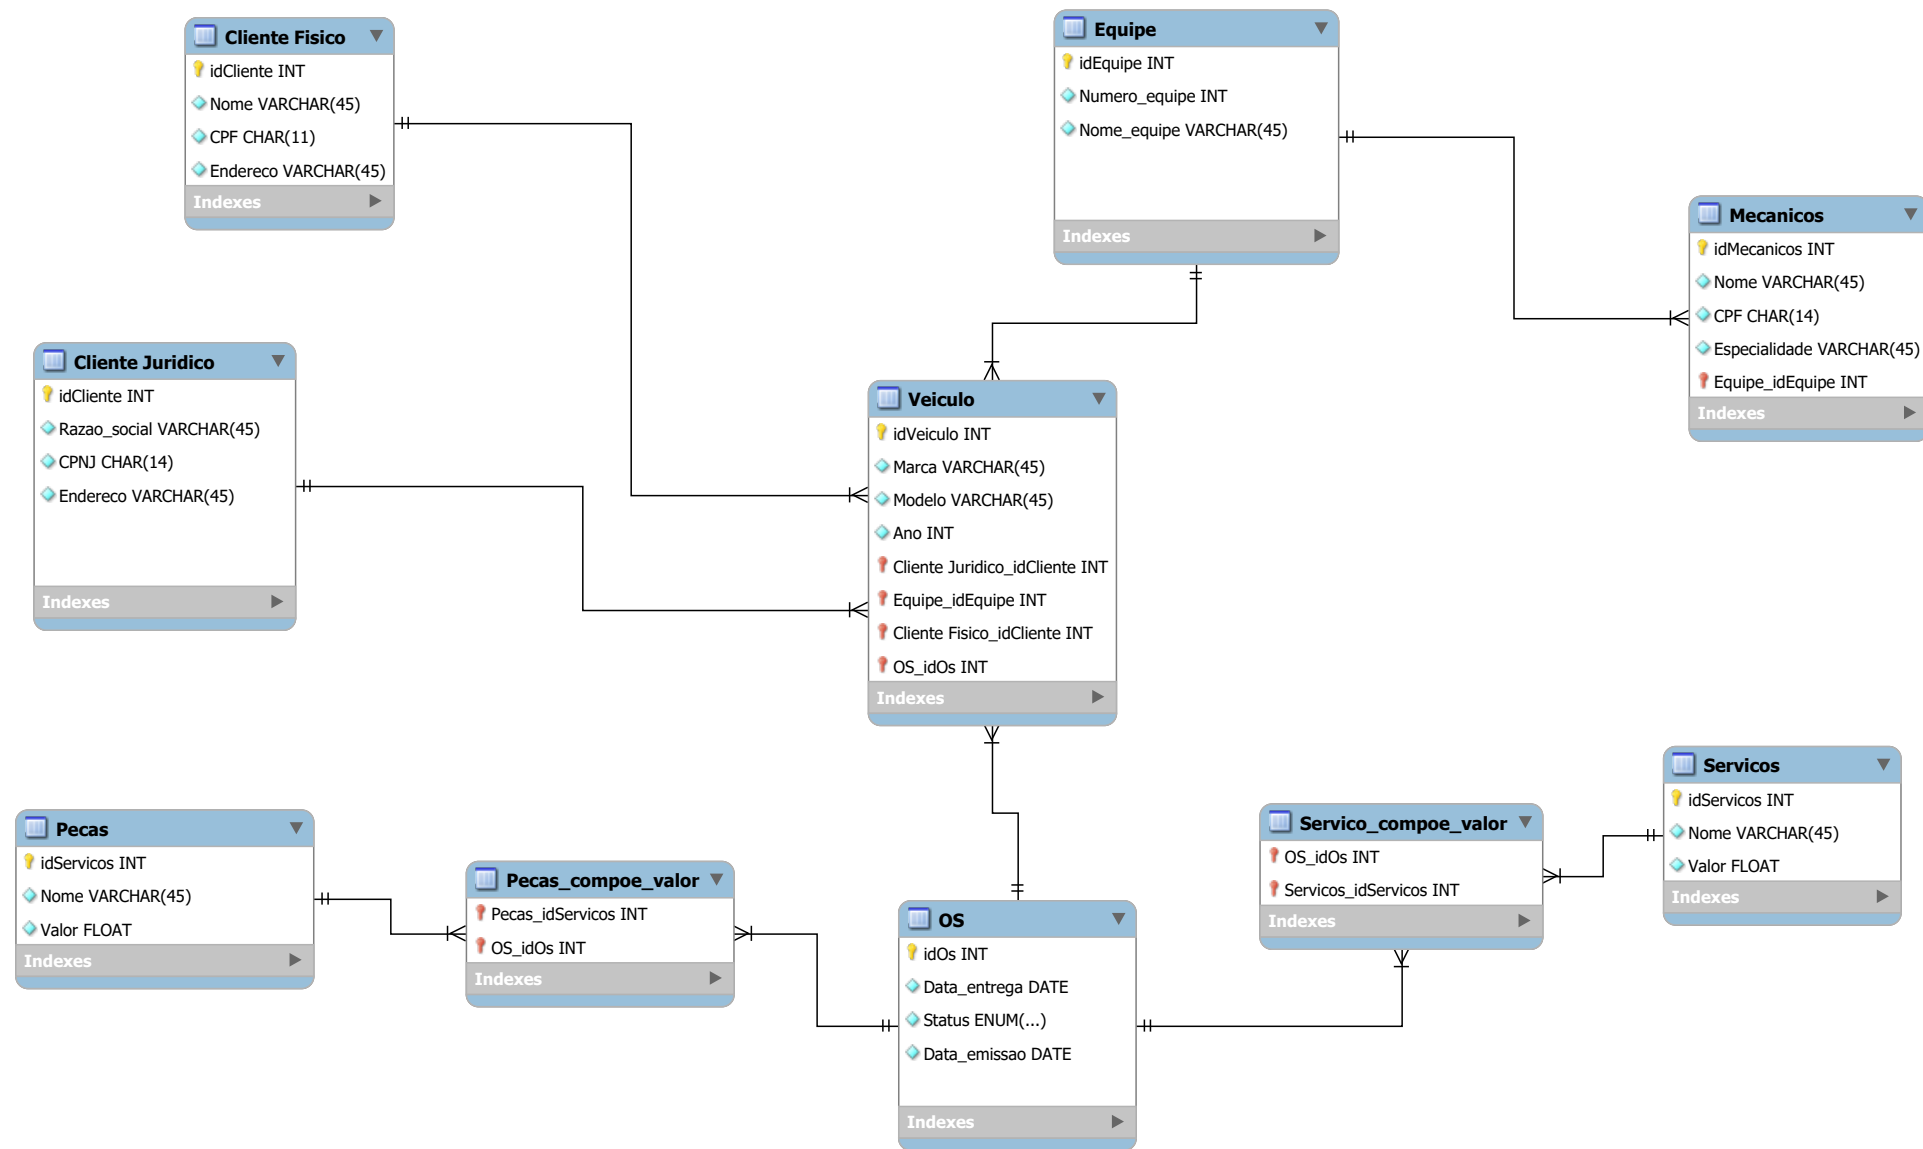 Cliente Fisico
idCliente INT
Nome VARCHAR(45)
CPF CHAR(11)
Endereco VARCHAR(45)
Indexes
Equipe
idEquipe INT
Numero_equipe INT
Nome_equipe VARCHAR(45)
Indexes
Mecanicos
idMecanicos INT
Nome VARCHAR(45)
CPF CHAR(14)
Especialidade VARCHAR(45)
Equipe_idEquipe INT
Indexes
Cliente Juridico
idCliente INT
Razao_social VARCHAR(45)
CPNJ CHAR(14)
Endereco VARCHAR(45)
Indexes
Veiculo
idVeiculo INT
Marca VARCHAR(45)
Modelo VARCHAR(45)
Ano INT
Cliente Juridico_idCliente INT
Equipe_idEquipe INT
Cliente Fisico_idCliente INT
OS_idOs INT
Indexes
Pecas
idServicos INT
Nome VARCHAR(45)
Valor FLOAT
Indexes
Pecas_compoe_valor
Pecas_idServicos INT
OS_idOs INT
Indexes
OS
idOs INT
Data_entrega DATE
Status ENUM(...)
Data_emissao DATE
Indexes
Servico_compoe_valor
OS_idOs INT
Servicos_idServicos INT
Indexes
Servicos
idServicos INT
Nome VARCHAR(45)
Valor FLOAT
Indexes